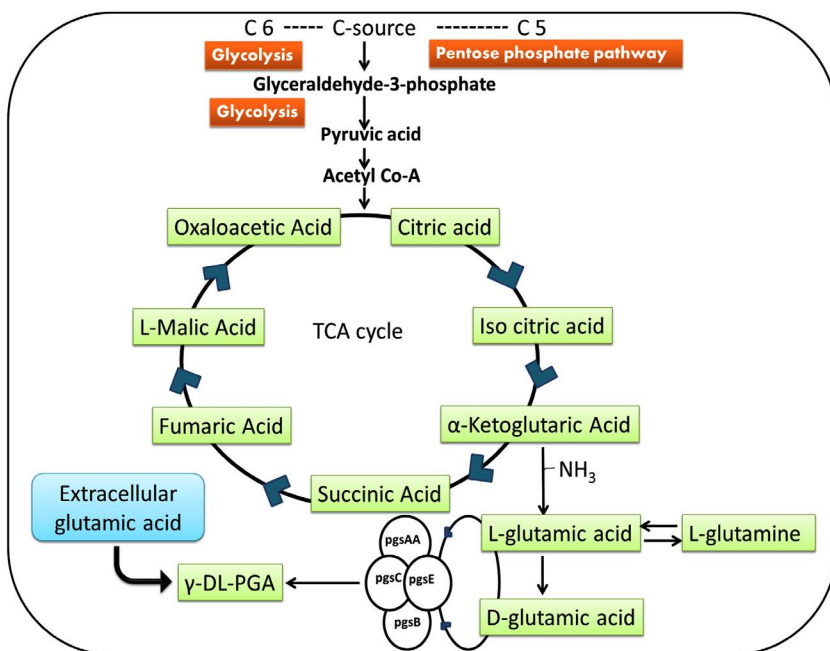 C 6 ------ C-source --------- C 5
Glycolysis
Pentose phosphate pathway
Glyceraldehyde-3-phosphate
Glycolysis
Pyruvic acid
Acetyl Co-A
Oxaloacetic Acid
Citric acid
L-Malic Acid
TCA cycle
Iso citric acid
Fumaric Acid
α-Ketoglutaric Acid
NH₃
Succinic Acid
Extracellular
glutamic acid
L-glutamic acid
L-glutamine
pgsAA
pgsC
pgsE
pgsB
γ-DL-PGA
D-glutamic acid